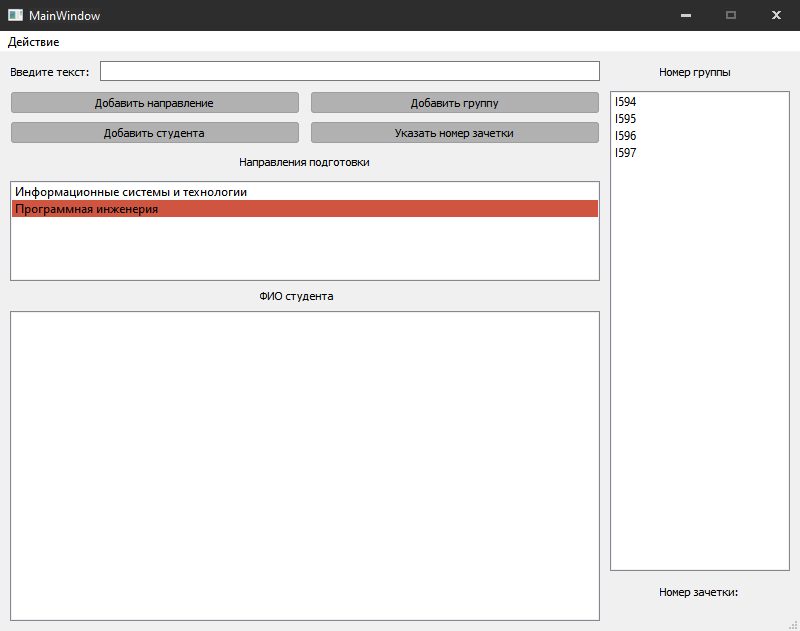 MainWindow
Действие
Введите текст:
Добавить направление
Добавить группу
Добавить студента
Указать номер зачетки
Направления подготовки
Информационные системы и технологии
Программная инженерия
ФИО студента
Номер группы
I594
I595
I596
I597
Номер зачетки: